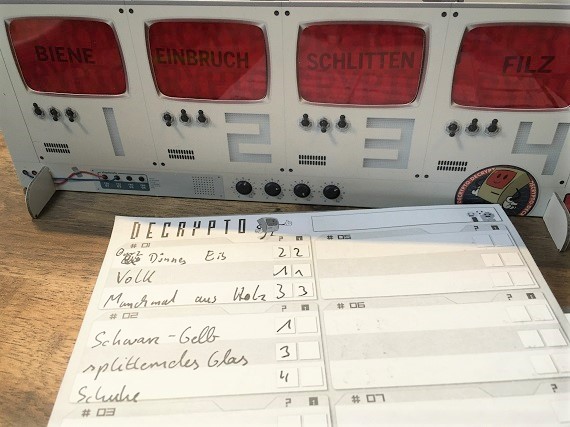 BIENE EINBRUCH SCHLITTEN FILZ
1 2 3 4
DECRYPTO
# 01 ? # 05 ?
Dünnes Eis 2 2
Volk 1 1
Manchmal aus Holz 3 3
# 02 ? # 06 ?
Schwarz-Gelb 1
splitterndes Glas 3
Schuhe 4
# 03 ? # 07 ?